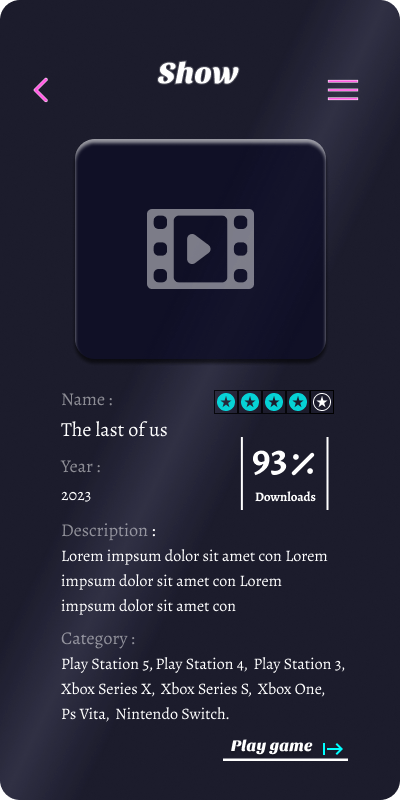 Show
Name :
The last of us
Year :
2023
93%
Downloads
Description :
Lorem impsum dolor sit amet con Lorem
impsum dolor sit amet con Lorem
impsum dolor sit amet con
Category :
Play Station 5, Play Station 4, Play Station 3,
Xbox Series X, Xbox Series S, Xbox One,
Ps Vita, Nintendo Switch.
Play game